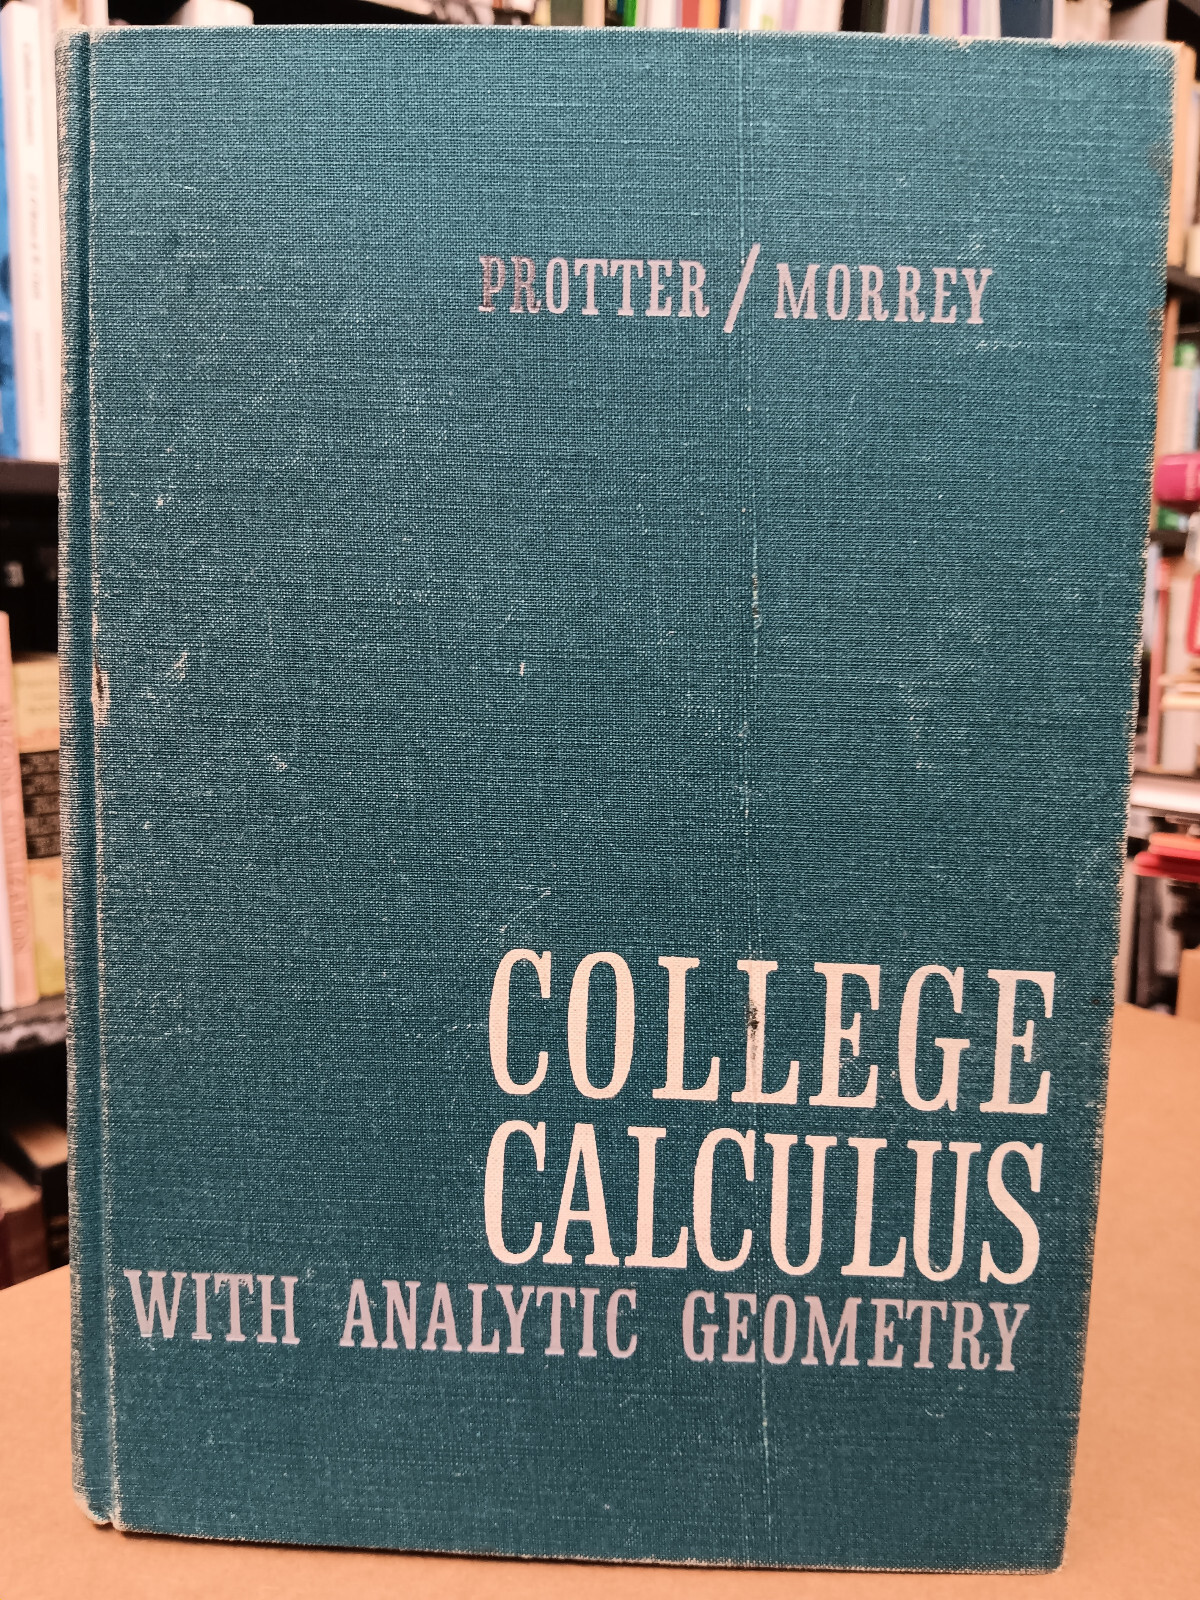 PROTTER / MORREY
COLLEGE
CALCULUS
WITH ANALYTIC GEOMETRY